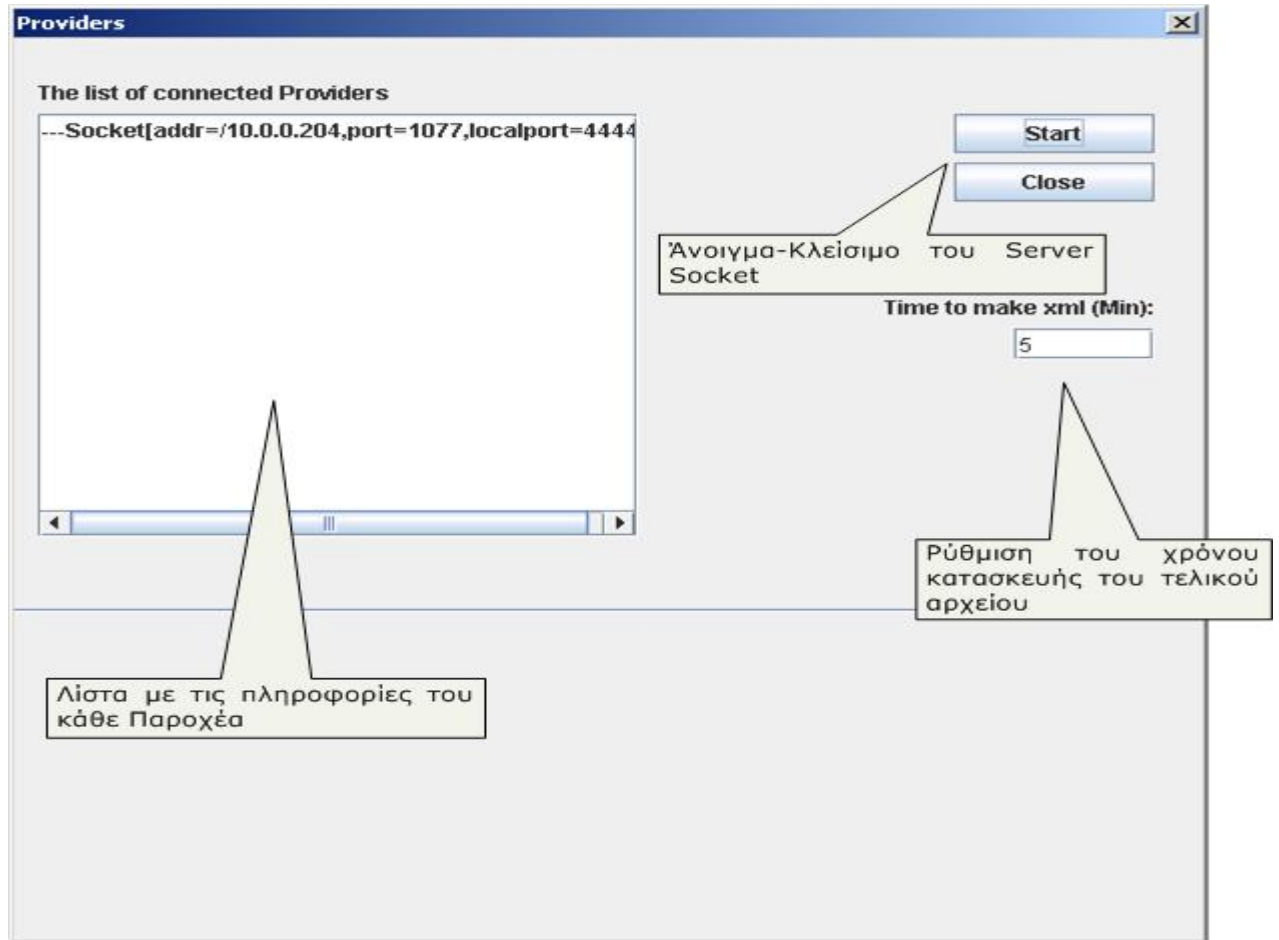 Providers
The list of connected Providers
---Socket[addr=/10.0.0.204,port=1077,localport=4444
Start
Close
Άνοιγμα-Κλείσιμο του Server
Socket
Time to make xml (Min):
5
Ρύθμιση του χρόνου
κατασκευής του τελικού
αρχείου
Λίστα με τις πληροφορίες του
κάθε Παροχέα